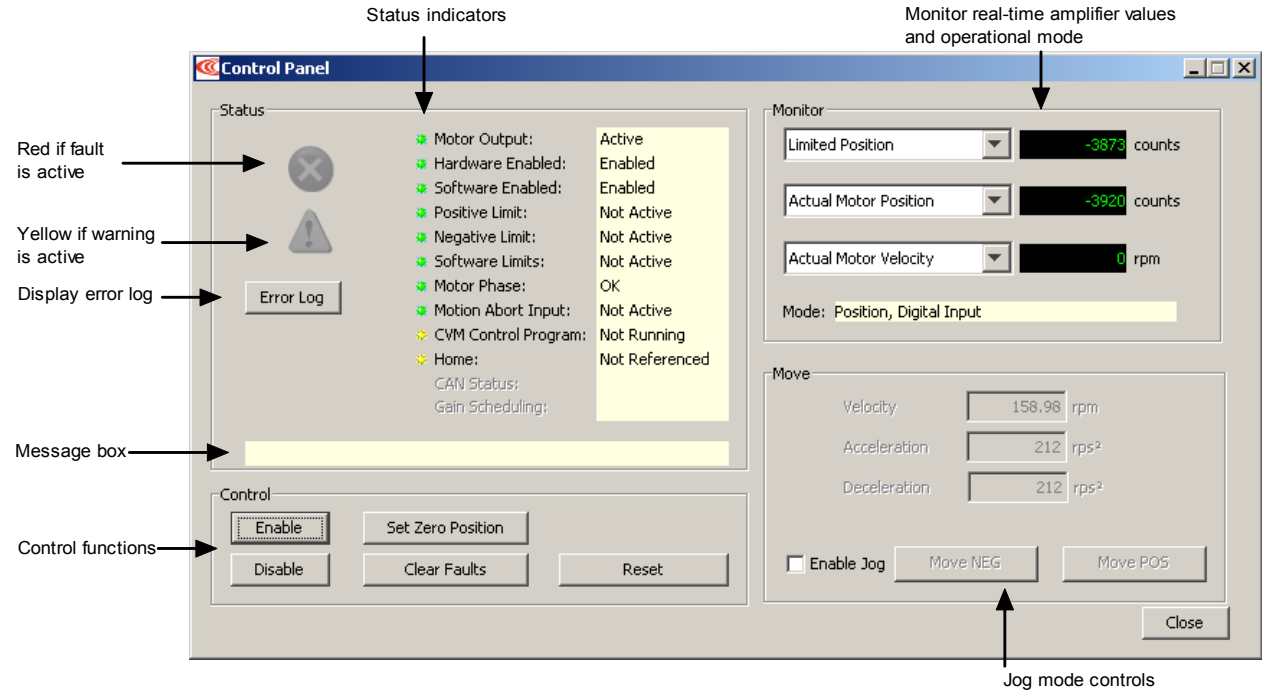 Status indicators
Monitor real-time amplifier values
and operational mode
Control Panel
Status
Red if fault
is active
Yellow if warning
is active
Display error log
Error Log
Motor Output: Active
Hardware Enabled: Enabled
Software Enabled: Enabled
Positive Limit: Not Active
Negative Limit: Not Active
Software Limits: Not Active
Motor Phase: OK
Motion Abort Input: Not Active
CVM Control Program: Not Running
Home: Not Referenced
CAN Status:
Gain Scheduling:
Message box
Monitor
Limited Position -3873 counts
Actual Motor Position -3920 counts
Actual Motor Velocity 0 rpm
Mode: Position, Digital Input
Control
Control functions
Enable Set Zero Position
Disable Clear Faults Reset
Move
Velocity 158.98 rpm
Acceleration 212 rps²
Deceleration 212 rps²
Enable Jog Move NEG Move POS
Close
Jog mode controls